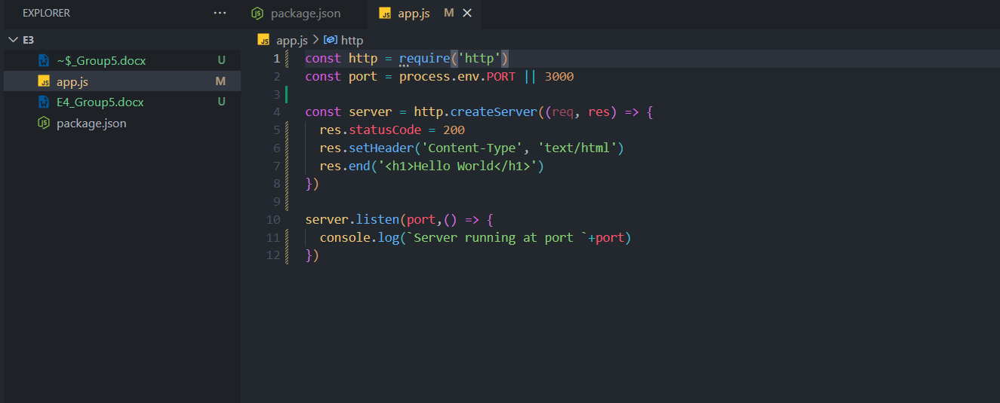 EXPLORER ...
package.json
app.js M
E3
~$_Group5.docx U
app.js M
E4_Group5.docx U
package.json
app.js > http
1 const http = require('http')
2 const port = process.env.PORT || 3000
3
4 const server = http.createServer((req, res) => {
5 res.statusCode = 200
6 res.setHeader('Content-Type', 'text/html')
7 res.end('<h1>Hello World</h1>')
8 })
9
10 server.listen(port,() => {
11 console.log(`Server running at port `+port)
12 })